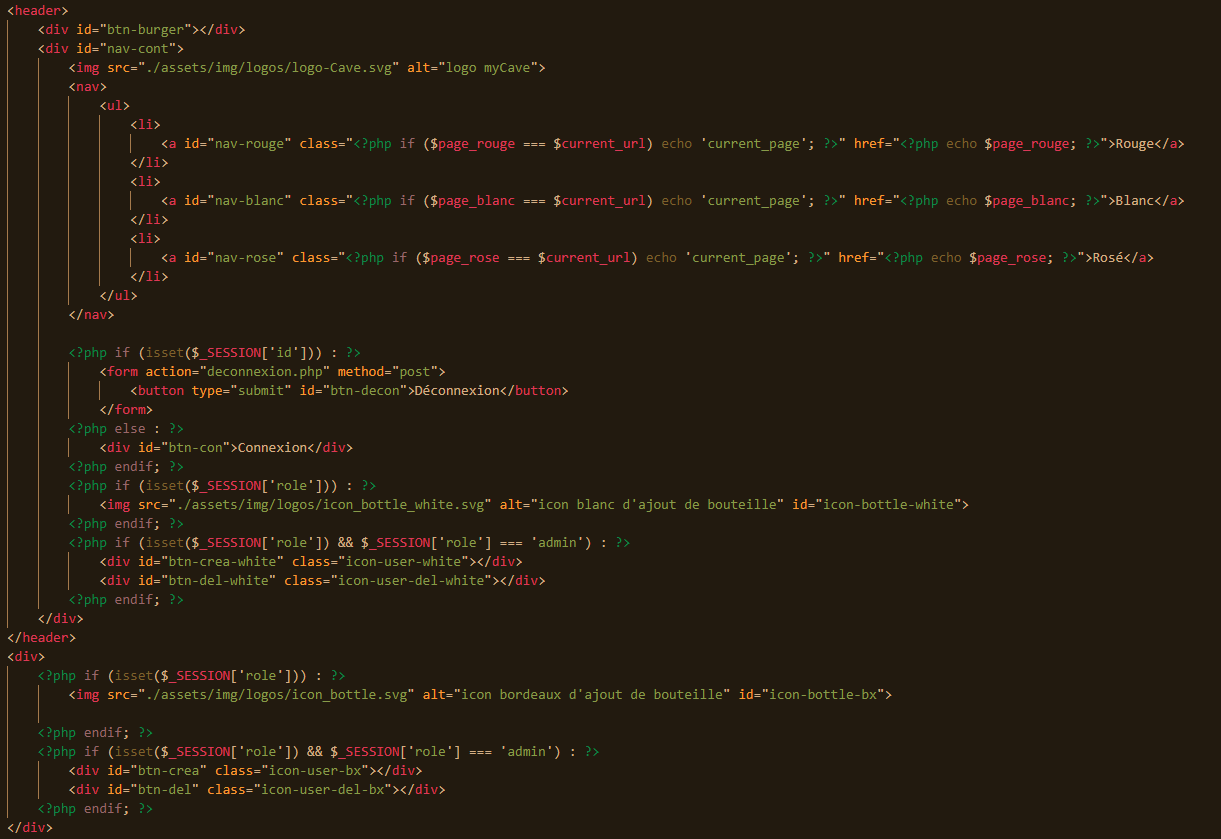 <header>
<div id="btn-burger"></div>
<div id="nav-cont">
<img src="./assets/img/logos/logo-Cave.svg" alt="logo myCave">
<nav>
<ul>
<li>
<a id="nav-rouge" class="<?php if ($page_rouge === $current_url) echo 'current_page'; ?>" href="<?php echo $page_rouge; ?>">Rouge</a>
</li>
<li>
<a id="nav-blanc" class="<?php if ($page_blanc === $current_url) echo 'current_page'; ?>" href="<?php echo $page_blanc; ?>">Blanc</a>
</li>
<li>
<a id="nav-rose" class="<?php if ($page_rose === $current_url) echo 'current_page'; ?>" href="<?php echo $page_rose; ?>">Rosé</a>
</li>
</ul>
</nav>
<?php if (isset($_SESSION['id'])) : ?>
<form action="deconnexion.php" method="post">
<button type="submit" id="btn-decon">Déconnexion</button>
</form>
<?php else : ?>
<div id="btn-con">Connexion</div>
<?php endif; ?>
<?php if (isset($_SESSION['role'])) : ?>
<img src="./assets/img/logos/icon_bottle_white.svg" alt="icon blanc d'ajout de bouteille" id="icon-bottle-white">
<?php endif; ?>
<?php if (isset($_SESSION['role']) && $_SESSION['role'] === 'admin') : ?>
<div id="btn-crea-white" class="icon-user-white"></div>
<div id="btn-del-white" class="icon-user-del-white"></div>
<?php endif; ?>
</div>
</header>
<div>
<?php if (isset($_SESSION['role'])) : ?>
<img src="./assets/img/logos/icon_bottle.svg" alt="icon bordeaux d'ajout de bouteille" id="icon-bottle-bx">
<?php endif; ?>
<?php if (isset($_SESSION['role']) && $_SESSION['role'] === 'admin') : ?>
<div id="btn-crea" class="icon-user-bx"></div>
<div id="btn-del" class="icon-user-del-bx"></div>
<?php endif; ?>
</div>